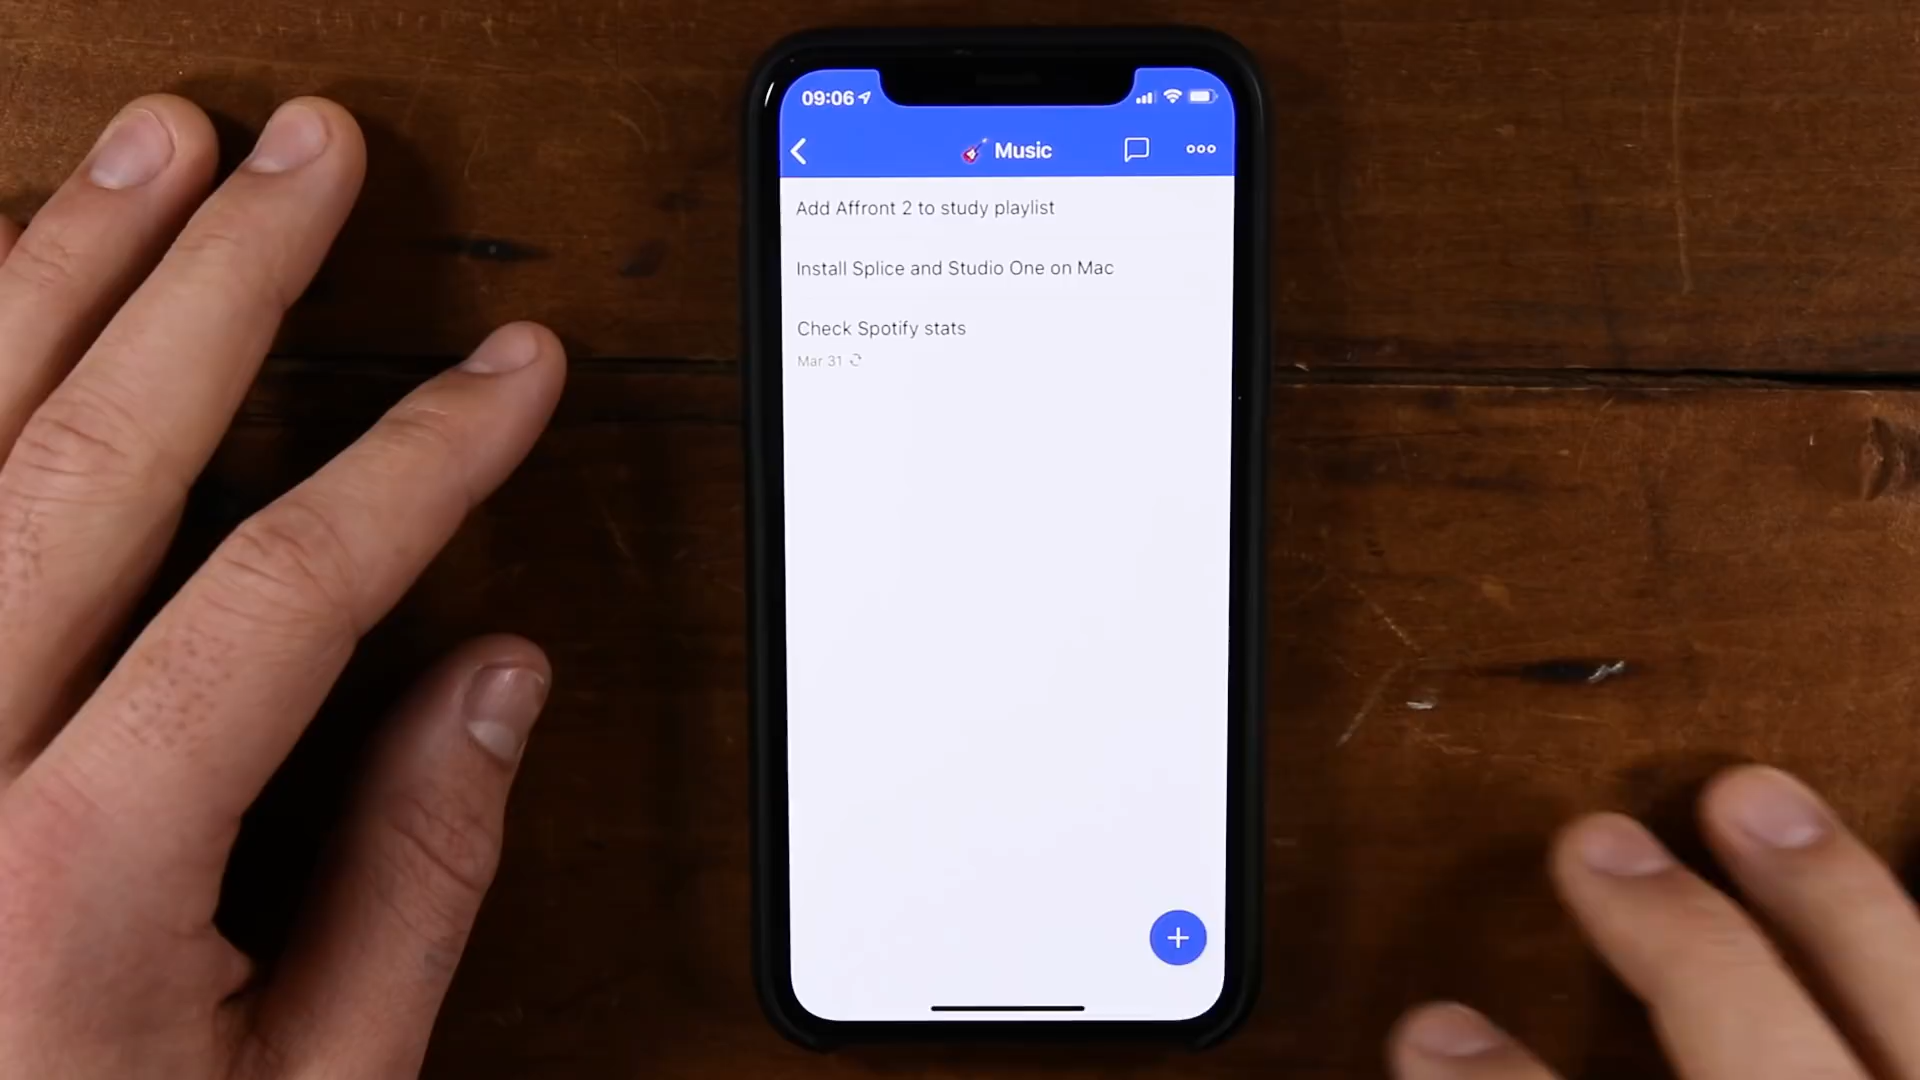 09:06
Music
Add Affront 2 to study playlist
Install Splice and Studio One on Mac
Check Spotify stats
Mar 31